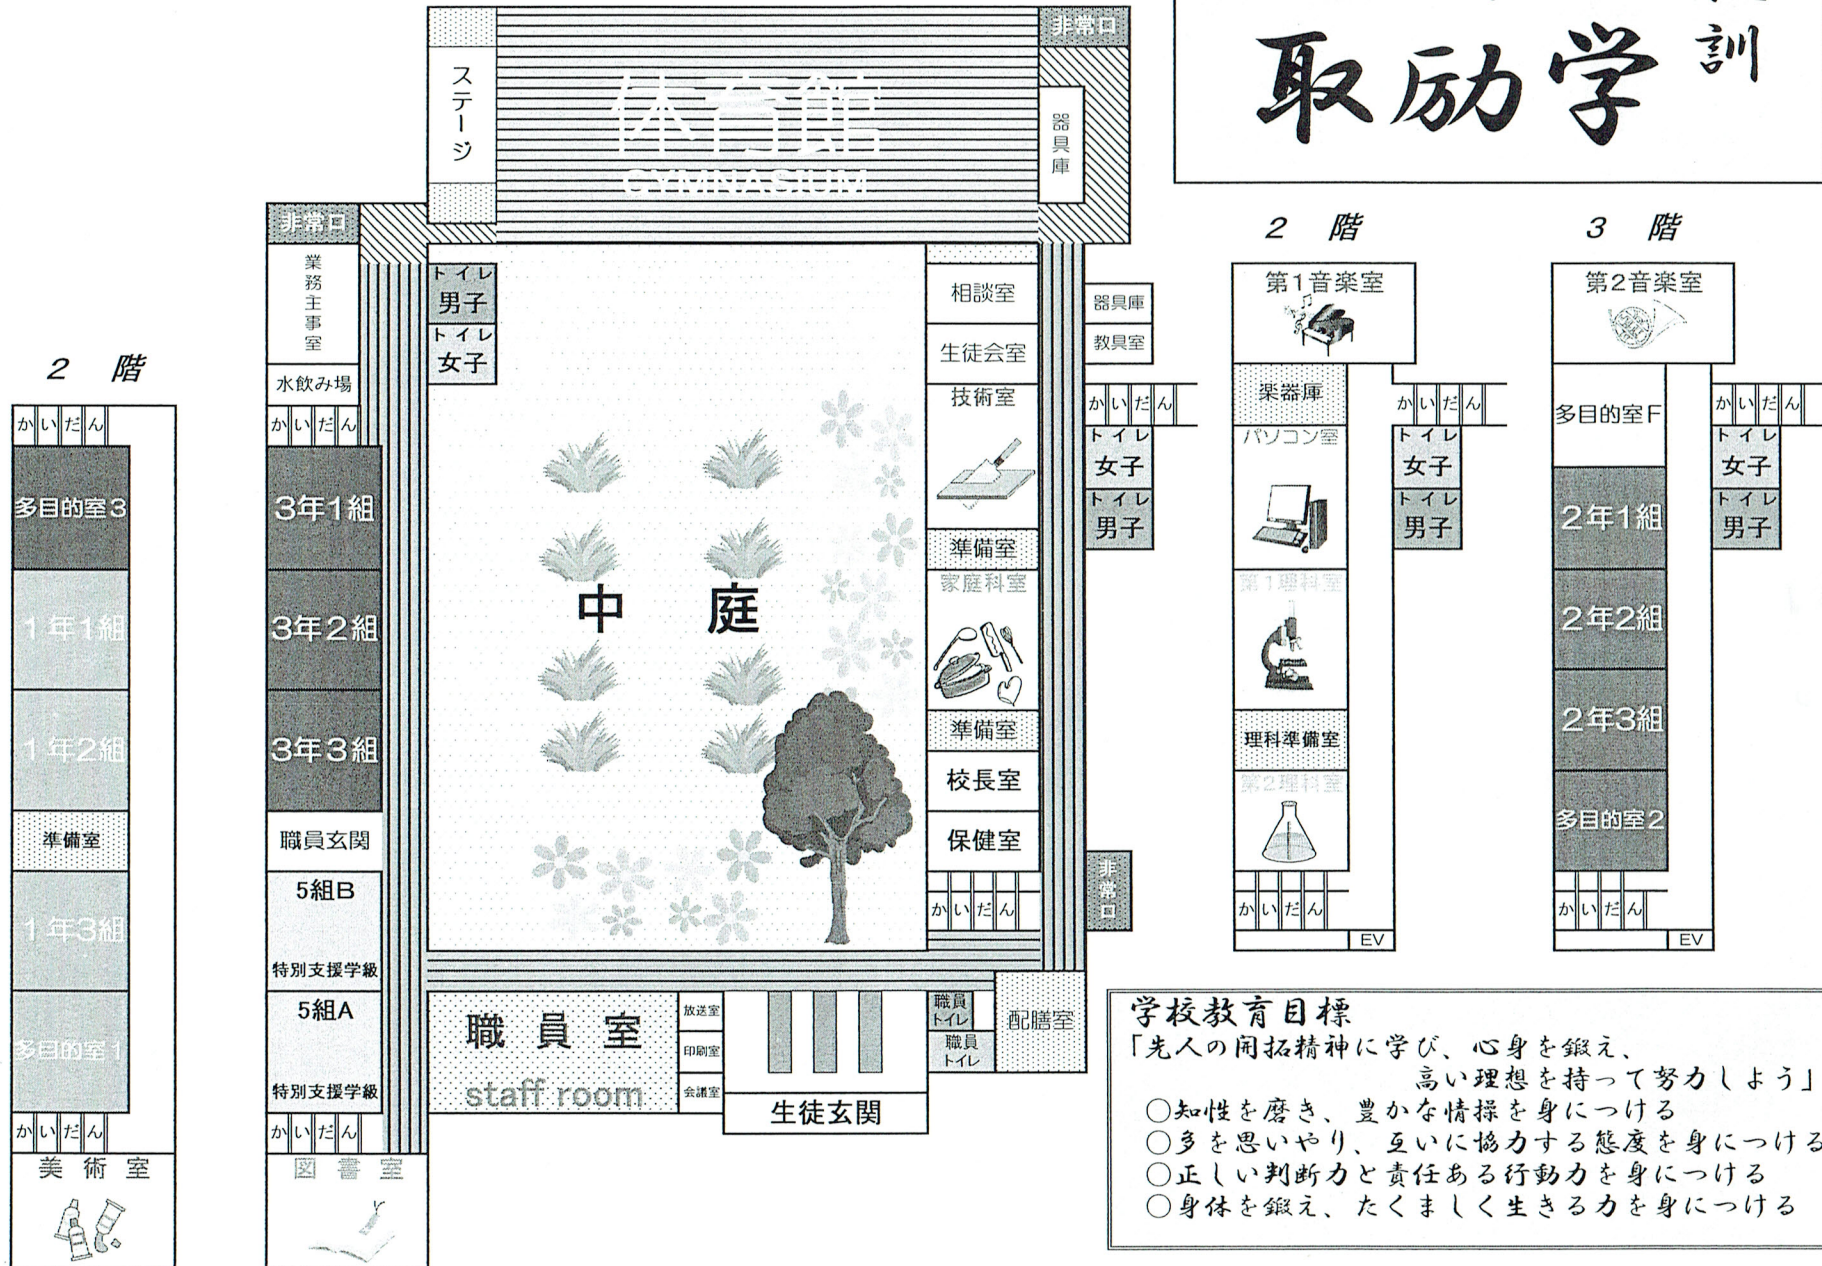 訓
学励取
非常口
ステージ
体育館
GYMNASIUM
器具庫
非常口
業務主事室
水飲み場
かいだん
3年1組
3年2組
3年3組
職員玄関
5組B
特別支援学級
5組A
特別支援学級
かいだん
図書室
トイレ
男子
トイレ
女子
中庭
相談室
生徒会室
技術室
準備室
家庭科室
準備室
校長室
保健室
かいだん
器具庫
教具室
かいだん
トイレ
女子
トイレ
男子
非常口
職員室
staff room
放送室
印刷室
会議室
生徒玄関
職員
トイレ
職員
トイレ
配膳室
2階
かいだん
多目的室3
1年1組
1年2組
準備室
1年3組
多目的室1
かいだん
美術室
2階
第1音楽室
楽器庫
パソコン室
第1理科室
理科準備室
第2理科室
かいだん
EV
かいだん
トイレ
女子
トイレ
男子
3階
第2音楽室
多目的室F
2年1組
2年2組
2年3組
多目的室2
かいだん
EV
かいだん
トイレ
女子
トイレ
男子
学校教育目標
「先人の開拓精神に学び、心身を鍛え、
高い理想を持って努力しよう」
○知性を磨き、豊かな情操を身につける
○多を思いやり、互いに協力する態度を身につける
○正しい判断力と責任ある行動力を身につける
○身体を鍛え、たくましく生きる力を身につける